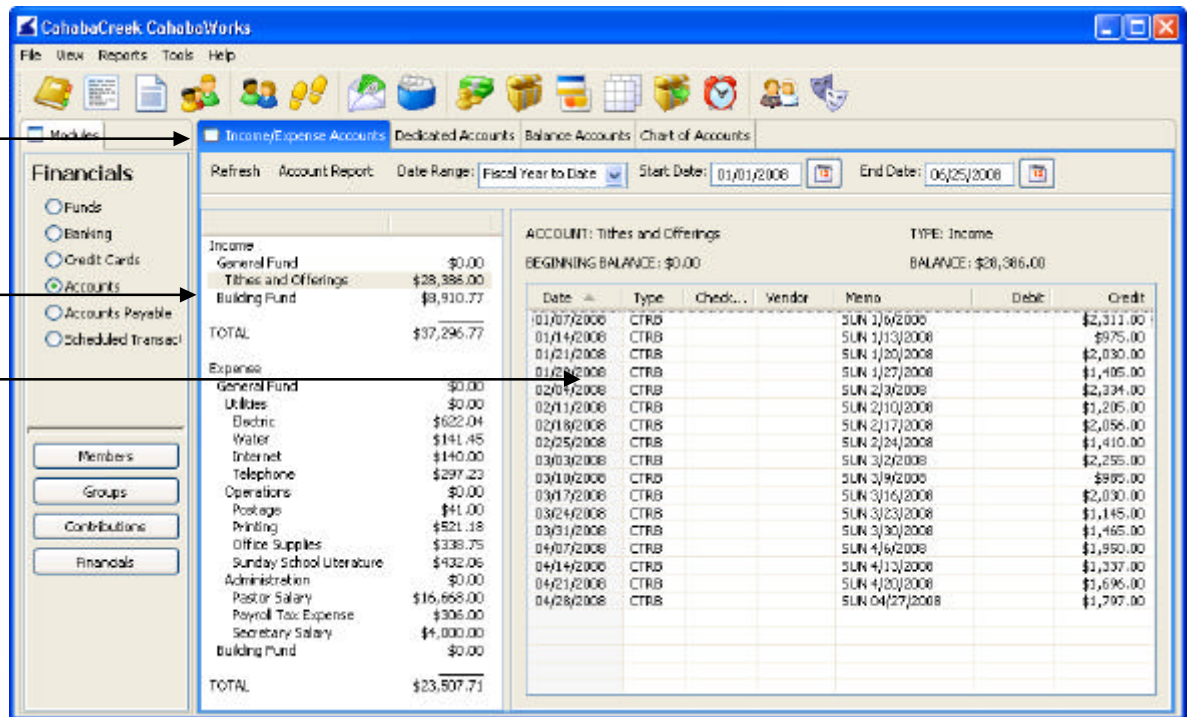 CahabaCreek CahabaWorks
File View Reports Tools Help
Modules
Income/Expense Accounts Dedicated Accounts Balance Accounts Chart of Accounts
Financials
Funds
Banking
Credit Cards
Accounts
Accounts Payable
Scheduled Transact
Members
Groups
Contributions
Financials
Refresh Account Report Date Range: Fiscal Year to Date Start Date: 01/01/2008 End Date: 06/25/2008
Income
General Fund $0.00
Tithes and Offerings $28,386.00
Building Fund $8,910.77
TOTAL $37,296.77
Expense
General Fund $0.00
Utilities $0.00
Electric $622.04
Water $141.45
Internet $140.00
Telephone $297.23
Operations $0.00
Postage $41.00
Printing $521.18
Office Supplies $338.75
Sunday School Literature $432.06
Administration $0.00
Pastor Salary $16,668.00
Payroll Tax Expense $306.00
Secretary Salary $4,000.00
Building Fund $0.00
TOTAL $23,507.71
ACCOUNT: Tithes and Offerings TYPE: Income
BEGINNING BALANCE: $0.00 BALANCE: $28,386.00
Date Type Check... Vendor Memo Debit Credit
01/07/2008 CTRB SUN 1/6/2008 $2,311.00
01/14/2008 CTRB SUN 1/13/2008 $975.00
01/21/2008 CTRB SUN 1/20/2008 $2,030.00
01/28/2008 CTRB SUN 1/27/2008 $1,405.00
02/04/2008 CTRB SUN 2/3/2008 $2,334.00
02/11/2008 CTRB SUN 2/10/2008 $1,205.00
02/18/2008 CTRB SUN 2/17/2008 $2,056.00
02/25/2008 CTRB SUN 2/24/2008 $1,410.00
03/03/2008 CTRB SUN 3/2/2008 $2,255.00
03/10/2008 CTRB SUN 3/9/2008 $985.00
03/17/2008 CTRB SUN 3/16/2008 $2,030.00
03/24/2008 CTRB SUN 3/23/2008 $1,145.00
03/31/2008 CTRB SUN 3/30/2008 $1,465.00
04/07/2008 CTRB SUN 4/6/2008 $1,950.00
04/14/2008 CTRB SUN 4/13/2008 $1,337.00
04/21/2008 CTRB SUN 4/20/2008 $1,696.00
04/28/2008 CTRB SUN 04/27/2008 $1,797.00